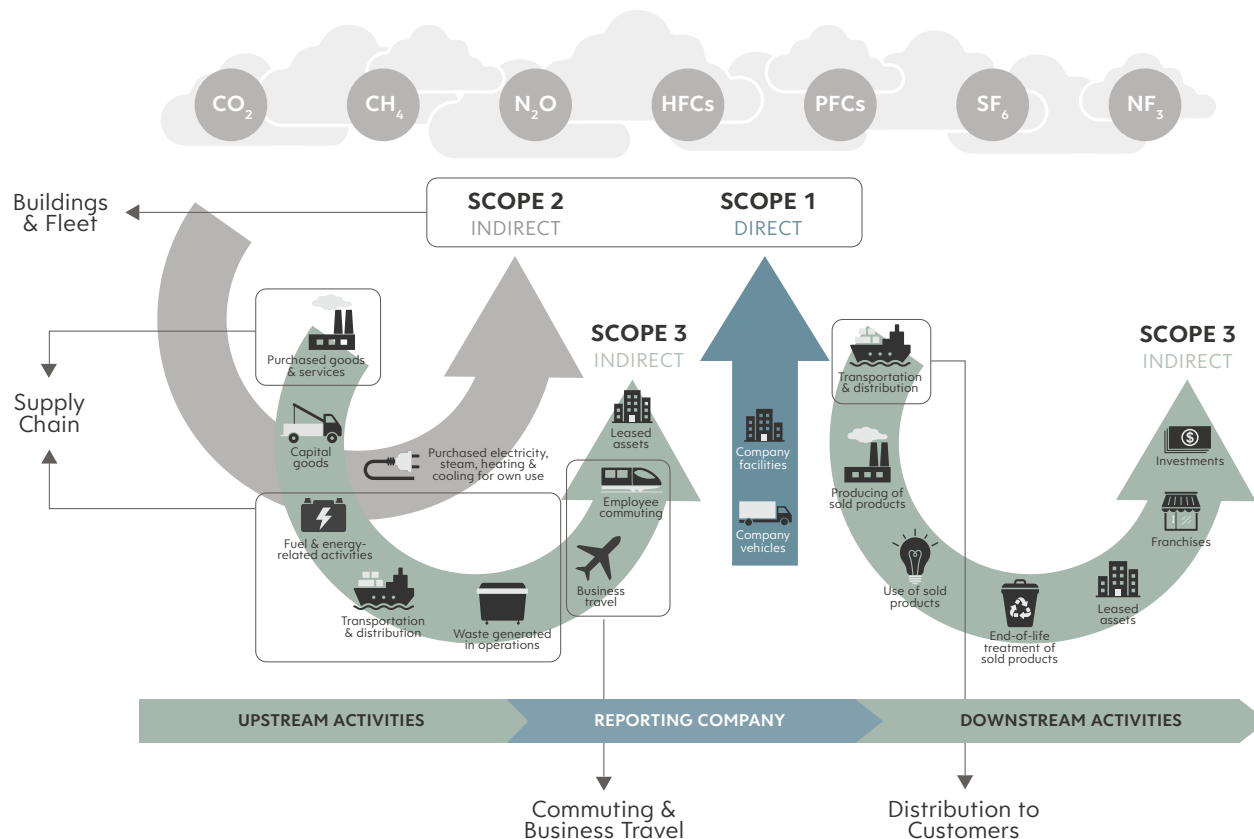 CO2
CH4
N2O
HFCs
PFCs
SF6
NF3
Buildings
& Fleet
SCOPE 2
INDIRECT
SCOPE 1
DIRECT
Purchased goods
& services
SCOPE 3
INDIRECT
Transportation
& distribution
SCOPE 3
INDIRECT
Supply
Chain
Capital
goods
Purchased electricity,
steam, heating &
cooling for own use
Leased
assets
Employee
commuting
Company
facilities
Producing of
sold products
$
Investments
Fuel & energy-
related activities
Transportation
& distribution
Waste generated
in operations
Business
travel
Company
vehicles
Use of sold
products
End-of-life
treatment of
sold products
Leased
assets
Franchises
UPSTREAM ACTIVITIES
REPORTING COMPANY
DOWNSTREAM ACTIVITIES
Commuting &
Business Travel
Distribution to
Customers